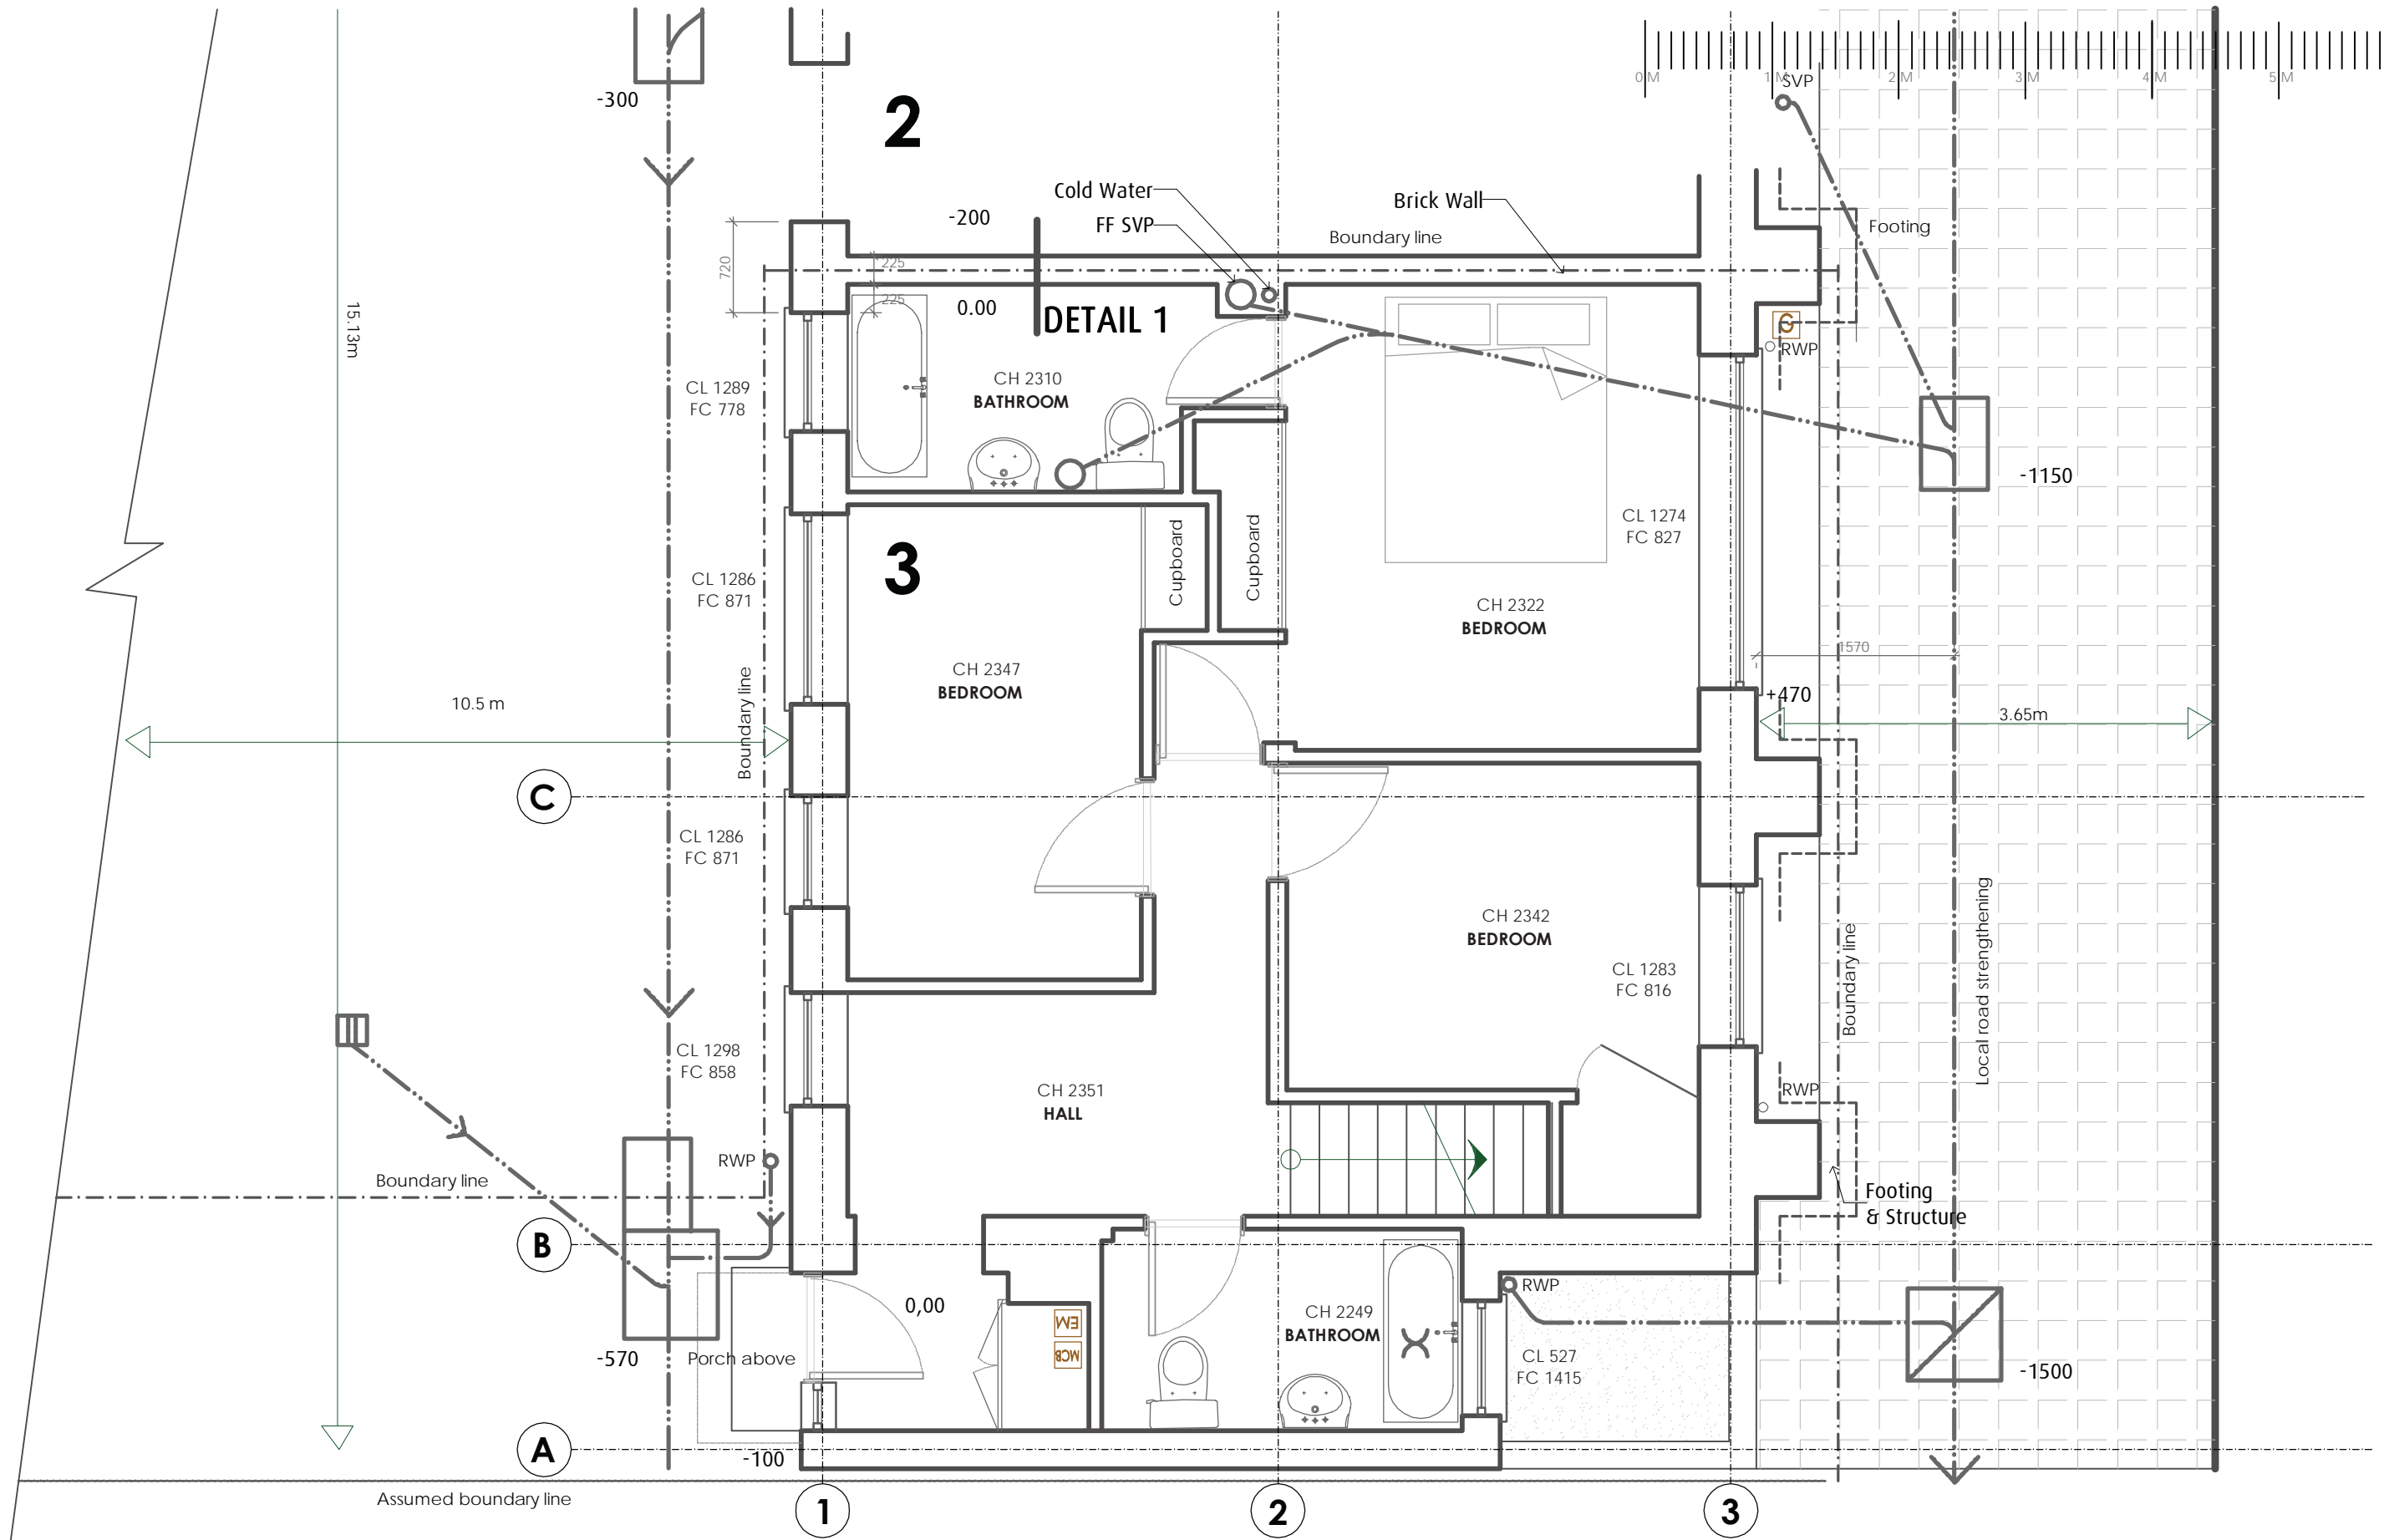 0 M
1 M
2 M
3 M
4 M
5 M
SVP
-300
2
Cold Water
FF SVP
Brick Wall
-200
Boundary line
Footing
720
225
225
0.00
DETAIL 1
G
RWP
15.13m
CL 1289
FC 778
CH 2310
BATHROOM
-1150
CL 1274
FC 827
3
Cupboard
Cupboard
CL 1286
FC 871
CH 2322
BEDROOM
1570
CH 2347
BEDROOM
+470
10.5 m
3.65m
Boundary line
C
CL 1286
FC 871
CH 2342
BEDROOM
CL 1283
FC 816
Boundary line
Local road strengthening
CL 1298
FC 858
CH 2351
HALL
RWP
RWP
Boundary line
Footing
& Structure
B
RWP
0,00
EM
MCB
CH 2249
BATHROOM
CL 527
FC 1415
-570
Porch above
-1500
A
-100
Assumed boundary line
1
2
3